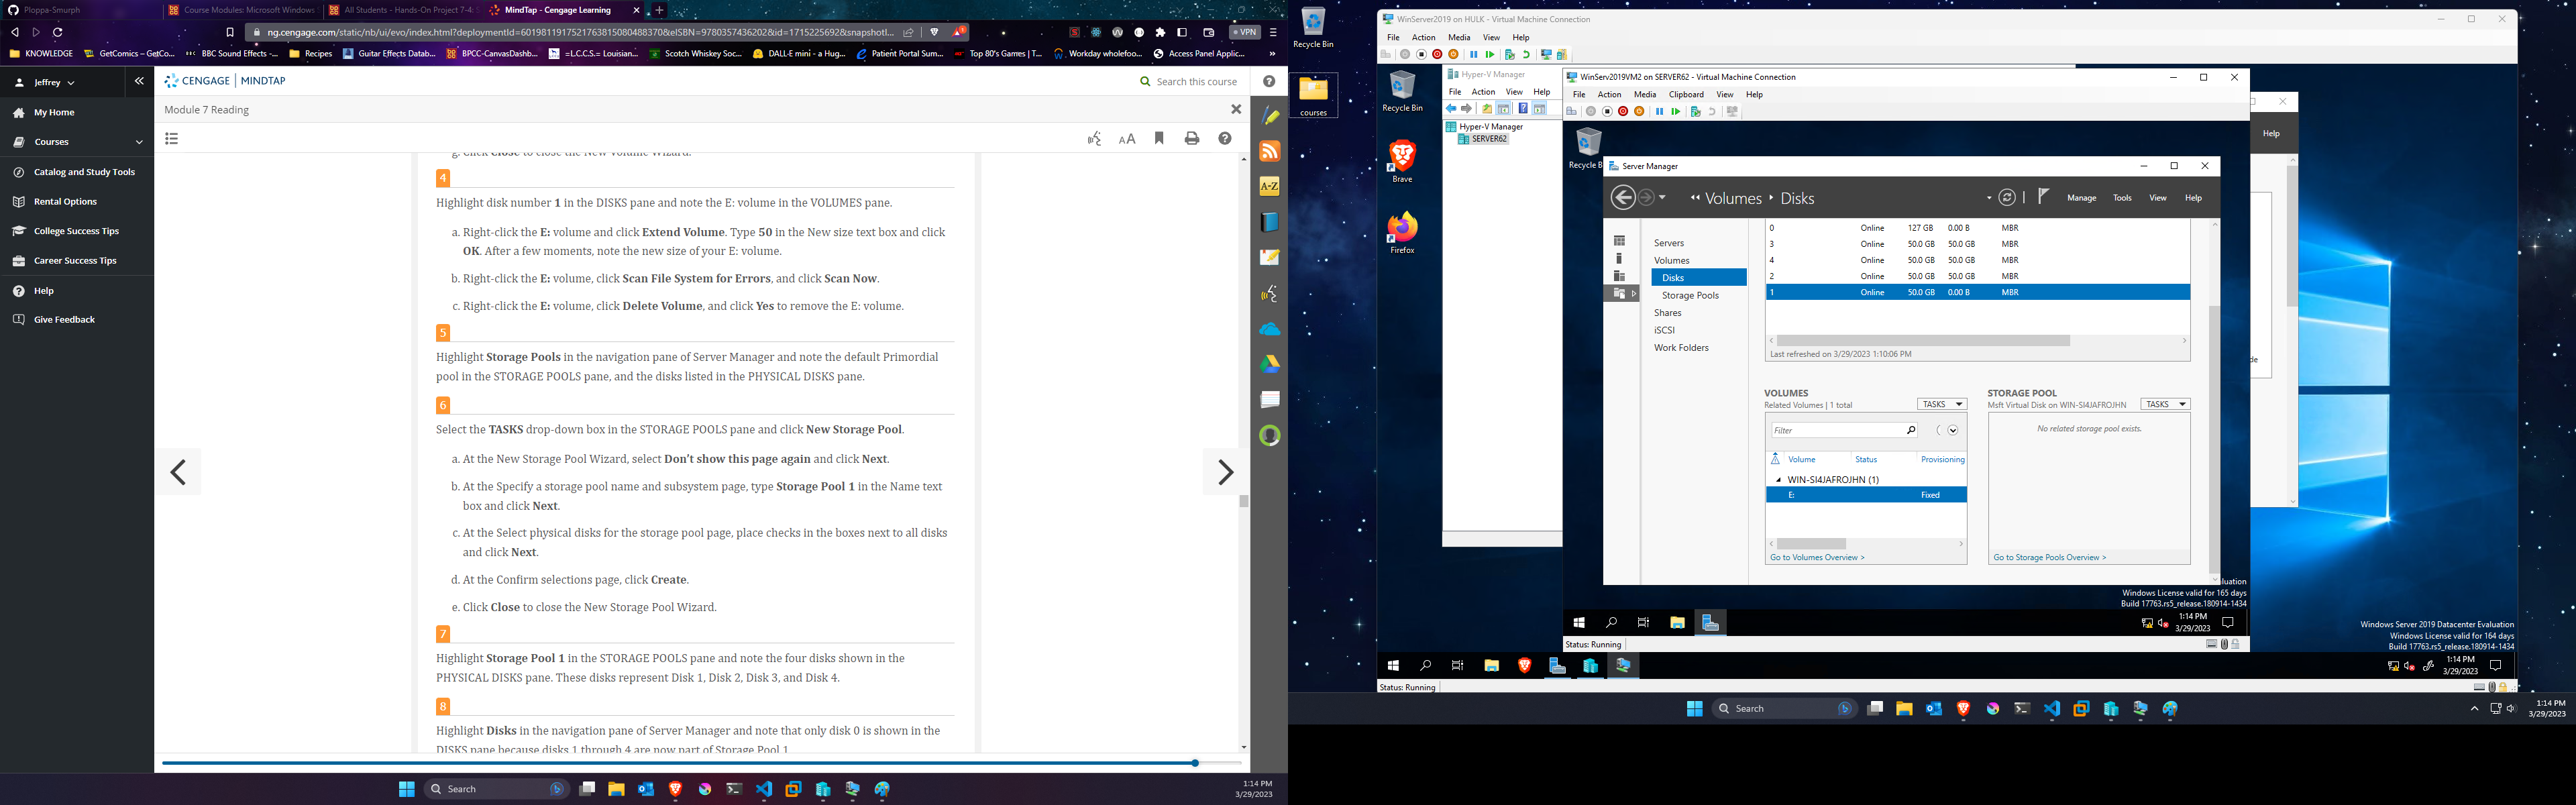 Ploppa-Smurph
Course Modules: Microsoft Windows
All Students - Hands-On Project 7-4: S
MindTap - Cengage Learning
ng.cengage.com/static/nb/ui/evo/index.html?deploymentId=6019811917521763815080488370&eISBN=9780357436202&id=1715225692&snapshotI...
VPN
KNOWLEDGE
GetComics – GetCo...
BBC Sound Effects -...
Recipes
Guitar Effects Datab...
BPCC-CanvasDashb...
=L.C.C.S.= Louisian...
Scotch Whiskey Soc...
DALL·E mini - a Hug...
Patient Portal Sum...
Top 80's Games | T...
Workday wholefoo...
Access Panel Applic...
Jeffrey
CENGAGE | MINDTAP
Search this course
My Home
Courses
Catalog and Study Tools
Rental Options
College Success Tips
Career Success Tips
Help
Give Feedback
Module 7 Reading
g. Click Close to close the New Volume Wizard.
4
Highlight disk number 1 in the DISKS pane and note the E: volume in the VOLUMES pane.
a. Right-click the E: volume and click Extend Volume. Type 50 in the New size text box and click
OK. After a few moments, note the new size of your E: volume.
b. Right-click the E: volume, click Scan File System for Errors, and click Scan Now.
c. Right-click the E: volume, click Delete Volume, and click Yes to remove the E: volume.
5
Highlight Storage Pools in the navigation pane of Server Manager and note the default Primordial
pool in the STORAGE POOLS pane, and the disks listed in the PHYSICAL DISKS pane.
6
Select the TASKS drop-down box in the STORAGE POOLS pane and click New Storage Pool.
a. At the New Storage Pool Wizard, select Don't show this page again and click Next.
b. At the Specify a storage pool name and subsystem page, type Storage Pool 1 in the Name text
box and click Next.
c. At the Select physical disks for the storage pool page, place checks in the boxes next to all disks
and click Next.
d. At the Confirm selections page, click Create.
e. Click Close to close the New Storage Pool Wizard.
7
Highlight Storage Pool 1 in the STORAGE POOLS pane and note the four disks shown in the
PHYSICAL DISKS pane. These disks represent Disk 1, Disk 2, Disk 3, and Disk 4.
8
Highlight Disks in the navigation pane of Server Manager and note that only disk 0 is shown in the
DISKS pane because disks 1 through 4 are now part of Storage Pool 1.
A-Z
Search
1:14 PM
3/29/2023
Recycle Bin
courses
WinServer2019 on HULK - Virtual Machine Connection
File Action Media View Help
Recycle Bin
Brave
Firefox
Hyper-V Manager
File Action View Help
Hyper-V Manager
SERVER62
WinServ2019VM2 on SERVER62 - Virtual Machine Connection
File Action Media Clipboard View Help
Recycle B
Server Manager
Volumes Disks
Manage Tools View Help
Servers
Volumes
Disks
Storage Pools
Shares
iSCSI
Work Folders
0 Online 127 GB 0.00 B MBR
3 Online 50.0 GB 50.0 GB MBR
4 Online 50.0 GB 50.0 GB MBR
2 Online 50.0 GB 50.0 GB MBR
1 Online 50.0 GB 0.00 B MBR
Last refreshed on 3/29/2023 1:10:06 PM
VOLUMES
Related Volumes | 1 total
TASKS
Filter
Volume Status Provisioning
WIN-SI4JAFROJHN (1)
E: Fixed
Go to Volumes Overview >
STORAGE POOL
Msft Virtual Disk on WIN-SI4JAFROJHN
TASKS
No related storage pool exists.
Go to Storage Pools Overview >
Help
de
luation
Windows License valid for 165 days
Build 17763.rs5_release.180914-1434
1:14 PM
3/29/2023
Status: Running
Windows Server 2019 Datacenter Evaluation
Windows License valid for 164 days
Build 17763.rs5_release.180914-1434
1:14 PM
3/29/2023
Status: Running
Search
1:14 PM
3/29/2023